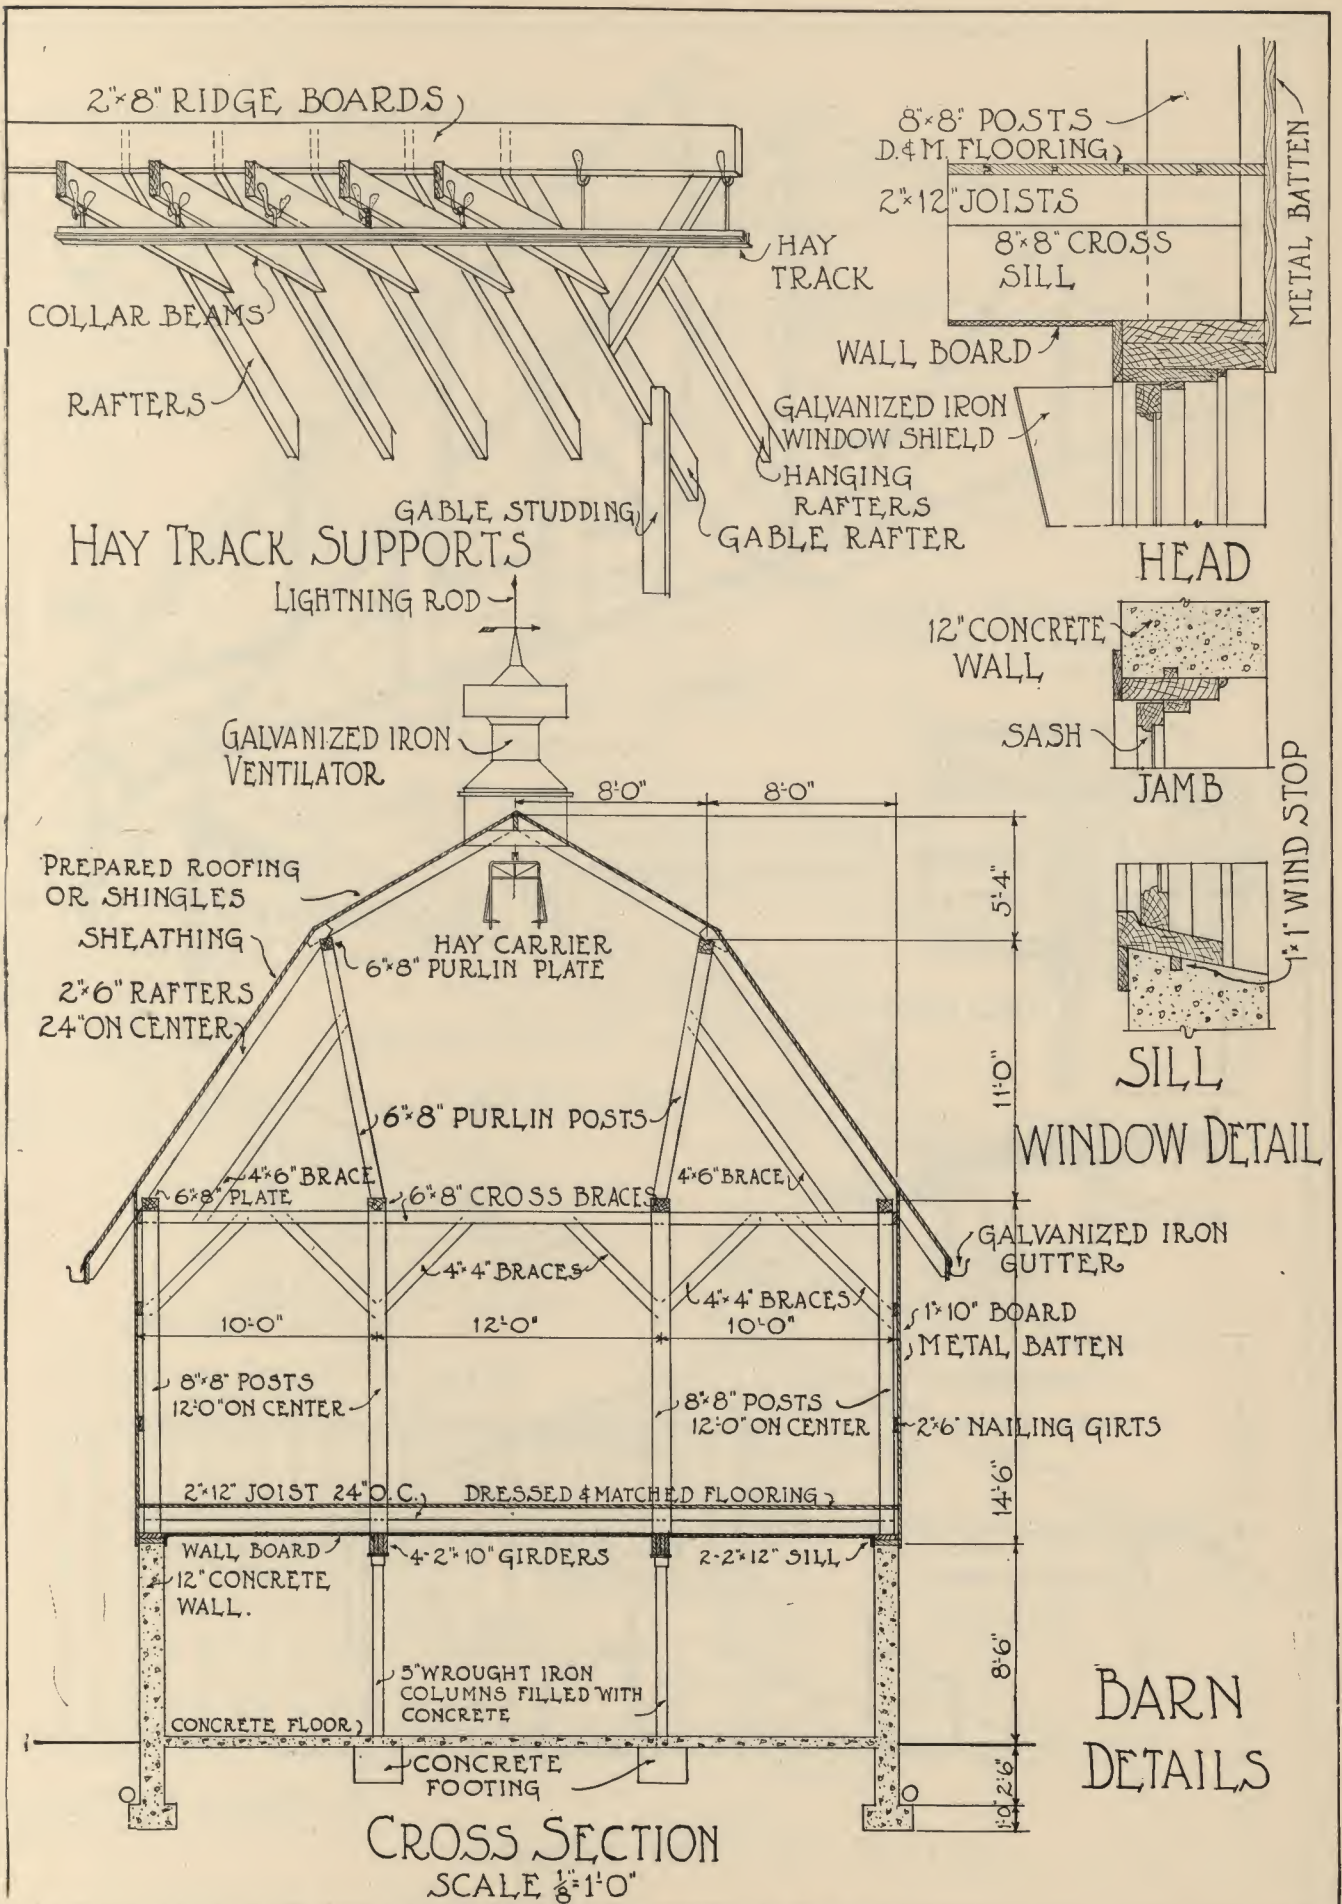 2"×8" RIDGE BOARDS
COLLAR BEAMS
RAFTERS
HAY
TRACK
GABLE STUDDING
HANGING
RAFTERS
GABLE RAFTER
HAY TRACK SUPPORTS
8"×8" POSTS
D.&M. FLOORING
2"×12" JOISTS
8"×8" CROSS
SILL
METAL BATTEN
WALL BOARD
GALVANIZED IRON
WINDOW SHIELD
HEAD
12" CONCRETE
WALL
SASH
JAMB
1"×1" WIND STOP
SILL
WINDOW DETAIL
LIGHTNING ROD
GALVANIZED IRON
VENTILATOR
8'-0"
8'-0"
PREPARED ROOFING
OR SHINGLES
SHEATHING
HAY CARRIER
6"×8" PURLIN PLATE
2"×6" RAFTERS
24" ON CENTER
5'-4"
11'-0"
6"×8" PURLIN POSTS
4"×6" BRACE
6"×8" PLATE
6"×8" CROSS BRACES
4"×6" BRACE
GALVANIZED IRON
GUTTER
4"×4" BRACES
4"×4" BRACES
1"×10" BOARD
METAL BATTEN
10'-0"
12'-0"
10'-0"
8"×8" POSTS
12'-0" ON CENTER
8"×8" POSTS
12'-0" ON CENTER
2"×6" NAILING GIRTS
14'-6"
2"×12" JOIST 24" O.C.
DRESSED & MATCHED FLOORING
WALL BOARD
4-2"×10" GIRDERS
2-2"×12" SILL
12" CONCRETE
WALL.
8'-6"
5" WROUGHT IRON
COLUMNS FILLED WITH
CONCRETE
CONCRETE FLOOR
CONCRETE
FOOTING
2'-6"
1'-0"
CROSS SECTION
SCALE ⅛"=1'-0"
BARN
DETAILS